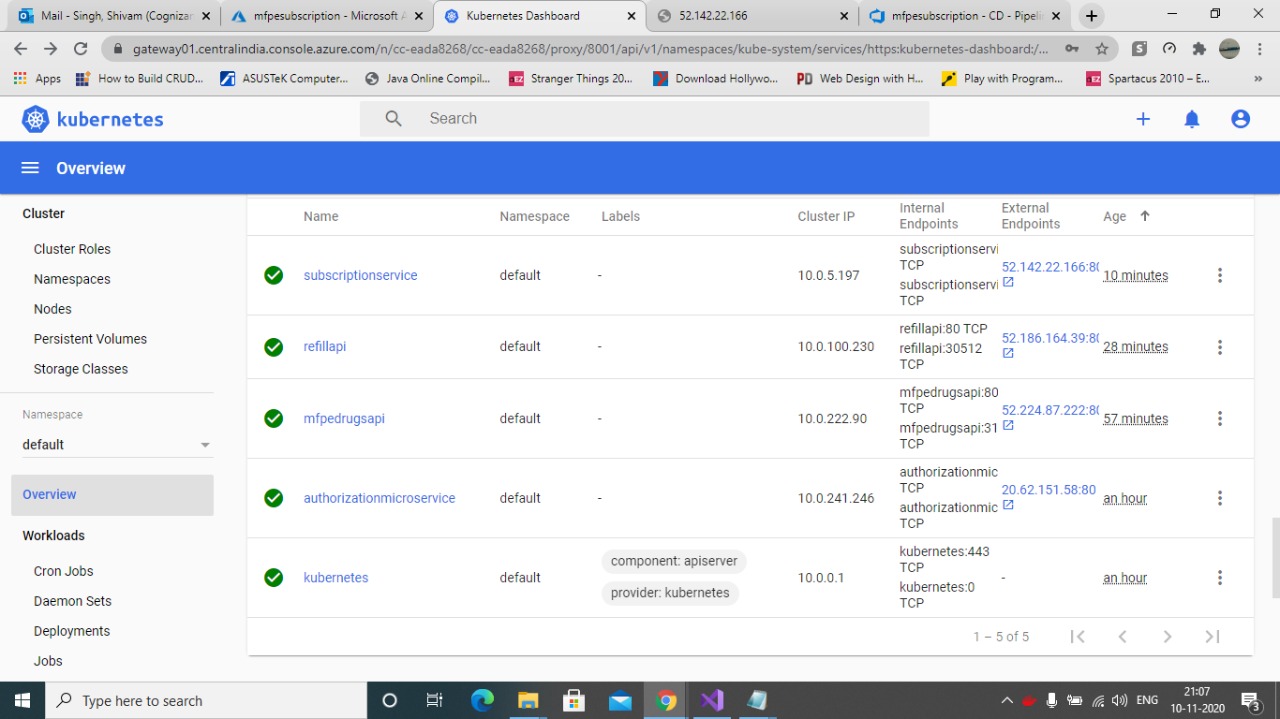 Mail - Singh, Shivam (Cognizan
mfpesubscription - Microsoft A
Kubernetes Dashboard
52.142.22.166
mfpesubscription - CD - Pipelin
gateway01.centralindia.console.azure.com/n/cc-eada8268/cc-eada8268/proxy/8001/api/v1/namespaces/kube-system/services/https:kubernetes-dashboard:/...
Apps
How to Build CRUD...
ASUSTeK Computer...
Java Online Compil...
EZ
Stranger Things 20...
Download Hollywo...
PD
Web Design with H...
Play with Program...
EZ
Spartacus 2010 – E...
kubernetes
Search
Overview
Cluster
Cluster Roles
Namespaces
Nodes
Persistent Volumes
Storage Classes
Namespace
default
Overview
Workloads
Cron Jobs
Daemon Sets
Deployments
Jobs
Name
Namespace
Labels
Cluster IP
Internal
Endpoints
External
Endpoints
Age
subscriptionservice
default
-
10.0.5.197
subscriptionservi
TCP
subscriptionservi
TCP
52.142.22.166:80
10 minutes
refillapi
default
-
10.0.100.230
refillapi:80 TCP
refillapi:30512
TCP
52.186.164.39:80
28 minutes
mfpedrugsapi
default
-
10.0.222.90
mfpedrugsapi:80
TCP
mfpedrugsapi:31
TCP
52.224.87.222:80
57 minutes
authorizationmicroservice
default
-
10.0.241.246
authorizationmic
TCP
authorizationmic
TCP
20.62.151.58:80
an hour
kubernetes
default
component: apiserver
provider: kubernetes
10.0.0.1
kubernetes:443
TCP
kubernetes:0
TCP
-
an hour
1 – 5 of 5
Type here to search
ENG
21:07
10-11-2020
3